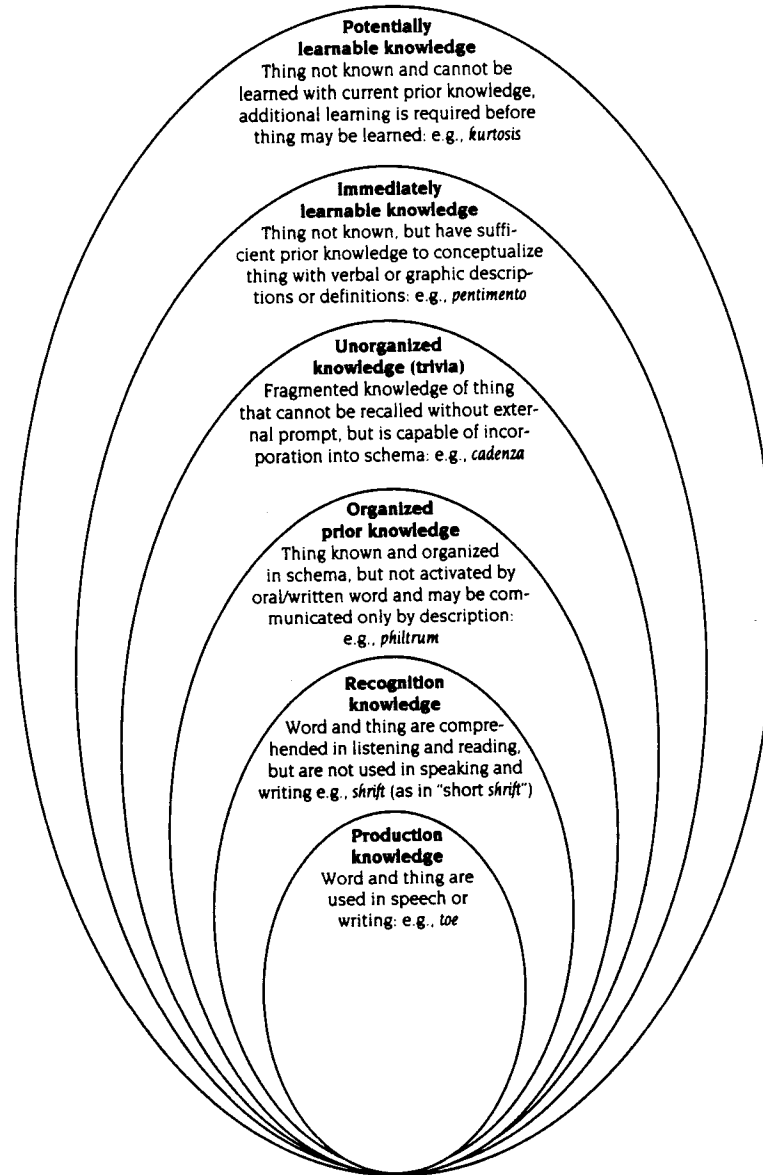 Potentially
learnable knowledge
Thing not known and cannot be
learned with current prior knowledge,
additional learning is required before
thing may be learned: e.g., kurtosis
Immediately
learnable knowledge
Thing not known, but have suffi-
cient prior knowledge to conceptualize
thing with verbal or graphic descrip-
tions or definitions: e.g., pentimento
Unorganized
knowledge (trivia)
Fragmented knowledge of thing
that cannot be recalled without exter-
nal prompt, but is capable of incor-
poration into schema: e.g., cadenza
Organized
prior knowledge
Thing known and organized
in schema, but not activated by
oral/written word and may be com-
municated only by description:
e.g., philtrum
Recognition
knowledge
Word and thing are compre-
hended in listening and reading,
but are not used in speaking and
writing e.g., shrift (as in "short shrift")
Production
knowledge
Word and thing are
used in speech or
writing: e.g., toe